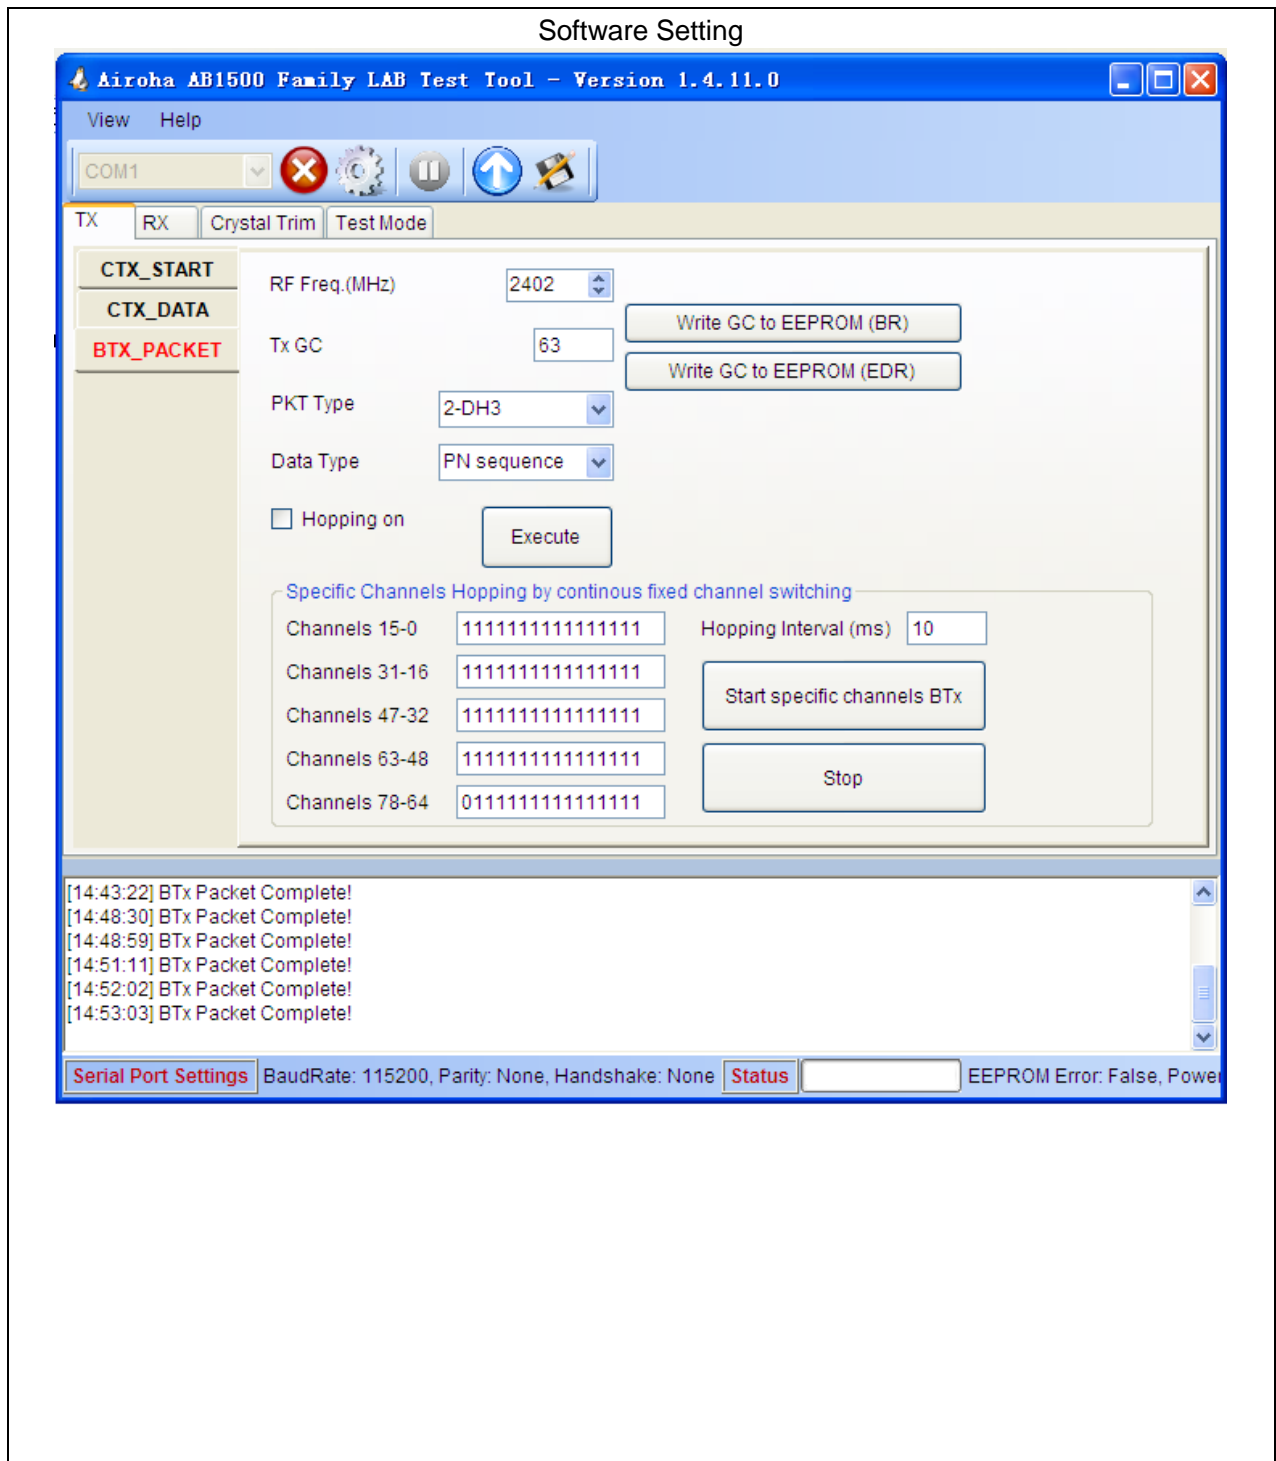 Software Setting
Airoha AB1500 Family LAB Test Tool - Version 1.4.11.0
View Help
COM1
TX RX Crystal Trim Test Mode
CTX_START
CTX_DATA
BTX_PACKET
RF Freq.(MHz) 2402
Write GC to EEPROM (BR)
Tx GC 63
Write GC to EEPROM (EDR)
PKT Type 2-DH3
Data Type PN sequence
Hopping on Execute
Specific Channels Hopping by continous fixed channel switching
Channels 15-0 1111111111111111 Hopping Interval (ms) 10
Channels 31-16 1111111111111111
Start specific channels BTx
Channels 47-32 1111111111111111
Channels 63-48 1111111111111111
Stop
Channels 78-64 0111111111111111
[14:43:22] BTx Packet Complete!
[14:48:30] BTx Packet Complete!
[14:48:59] BTx Packet Complete!
[14:51:11] BTx Packet Complete!
[14:52:02] BTx Packet Complete!
[14:53:03] BTx Packet Complete!
Serial Port Settings BaudRate: 115200, Parity: None, Handshake: None Status EEPROM Error: False, Power